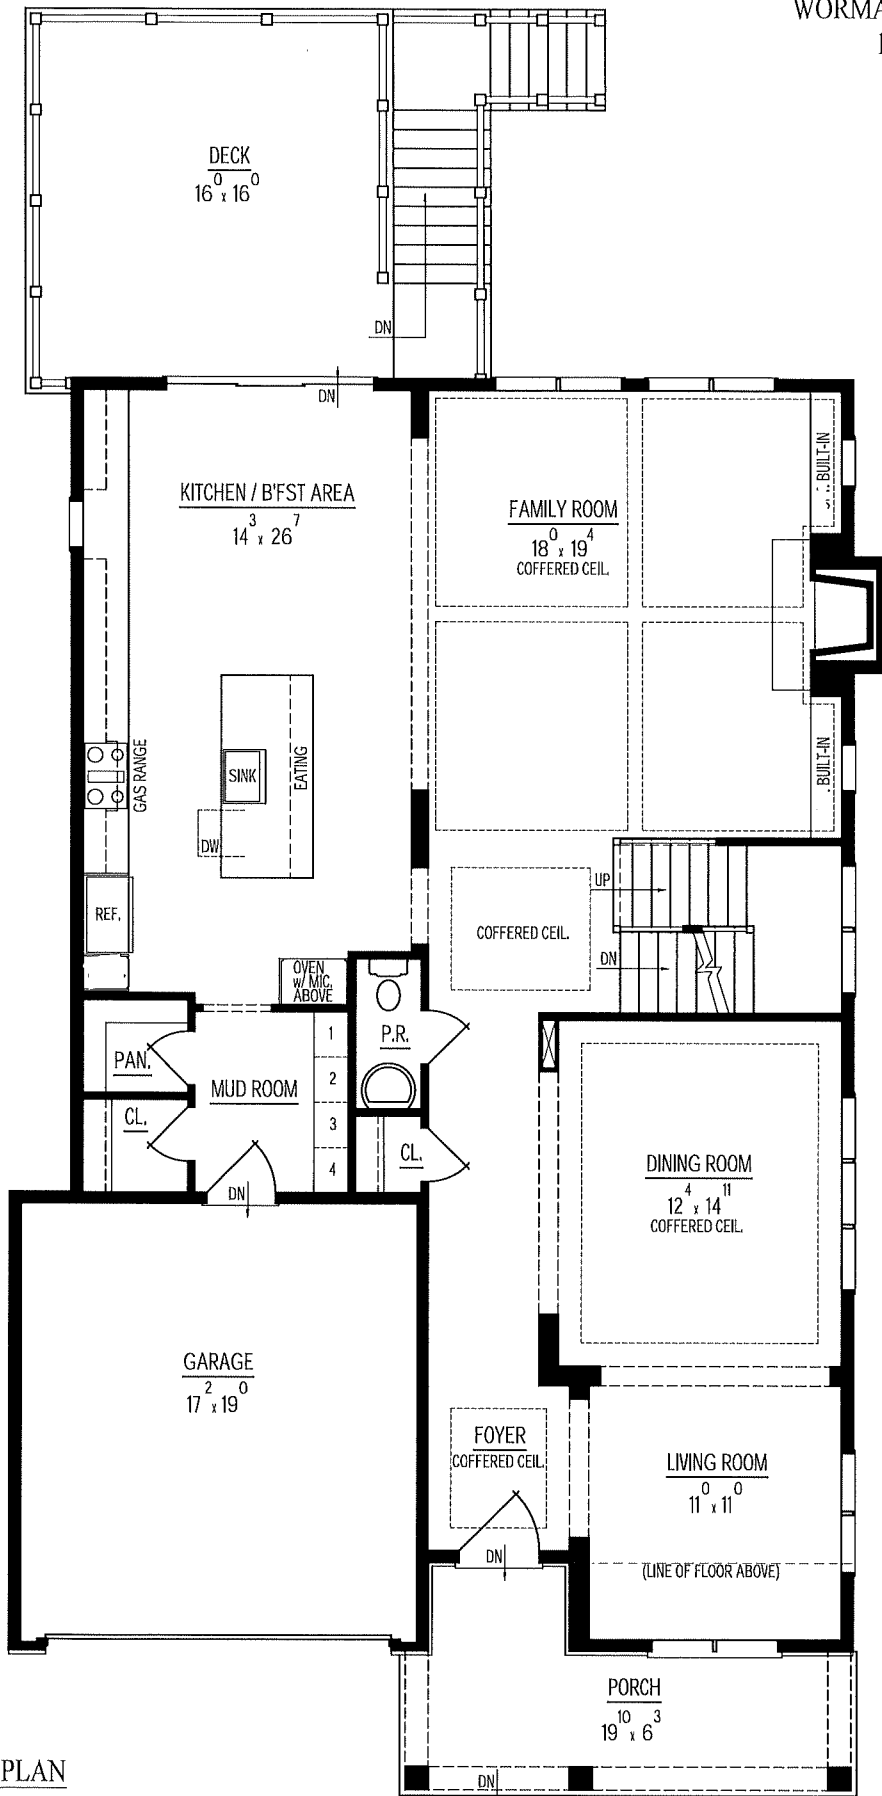 WORMA
DECK
16⁰ x 16⁰
DN
DN
KITCHEN / B'FST AREA
14³ x 26⁷
FAMILY ROOM
18⁰ x 19⁴
COFFERED CEIL.
BUILT-IN
GAS RANGE
SINK
EATING
DW
BUILT-IN
REF.
UP
COFFERED CEIL.
DN
OVEN
w/ MIC.
ABOVE
P.R.
PAN.
MUD ROOM
1
2
3
4
CL.
CL.
DN
DINING ROOM
12⁴ x 14¹¹
COFFERED CEIL.
GARAGE
17² x 19⁰
FOYER
COFFERED CEIL.
LIVING ROOM
11⁰ x 11⁰
DN
(LINE OF FLOOR ABOVE)
PORCH
19¹⁰ x 6³
DN
PLAN